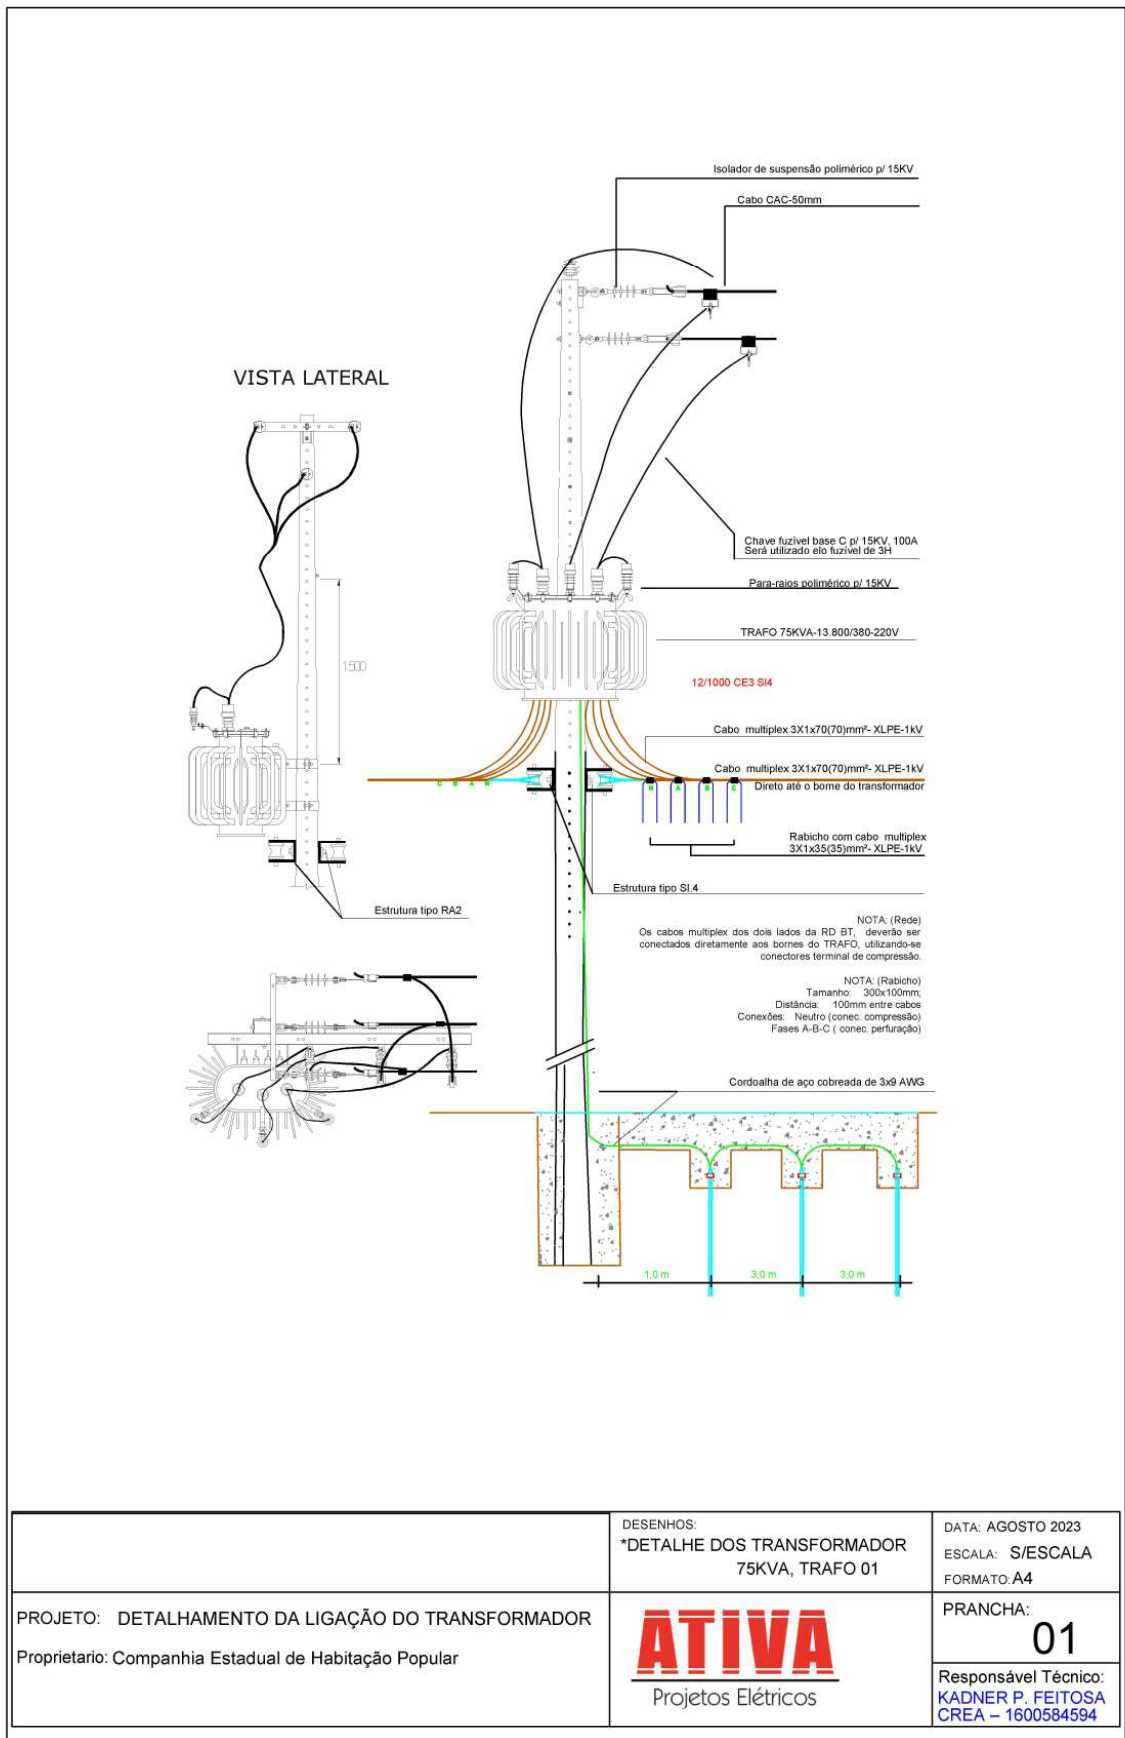 Isolador de suspensão polimérico p/ 15KV
Cabo CAC-50mm
VISTA LATERAL
1500
Chave fuzível base C p/ 15KV, 100A
Será utilizado elo fuzível de 3H
Para-raios polimérico p/ 15KV
TRAFO 75KVA-13.800/380-220V
12/1000 CE3 SI4
Cabo multiplex 3X1x70(70)mm²- XLPE-1kV
Cabo multiplex 3X1x70(70)mm²- XLPE-1kV
Direto até o borne do transformador
C B A N
N A B C
Rabicho com cabo multiplex
3X1x35(35)mm²- XLPE-1kV
Estrutura tipo SI.4
Estrutura tipo RA2
NOTA: (Rede)
Os cabos multiplex dos dois lados da RD BT, deverão ser
conectados diretamente aos bornes do TRAFO, utilizando-se
conectores terminal de compressão.
NOTA: (Rabicho)
Tamanho: 300x100mm;
Distância: 100mm entre cabos
Conexões: Neutro (conec. compressão)
Fases A-B-C ( conec. perfuração)
Cordoalha de aço cobreada de 3x9 AWG
1,0 m 3,0 m 3,0 m
DESENHOS:
*DETALHE DOS TRANSFORMADOR
75KVA, TRAFO 01
DATA: AGOSTO 2023
ESCALA: S/ESCALA
FORMATO: A4
PROJETO: DETALHAMENTO DA LIGAÇÃO DO TRANSFORMADOR
Proprietario: Companhia Estadual de Habitação Popular
ATIVA
Projetos Elétricos
PRANCHA:
01
Responsável Técnico:
KADNER P. FEITOSA
CREA – 1600584594